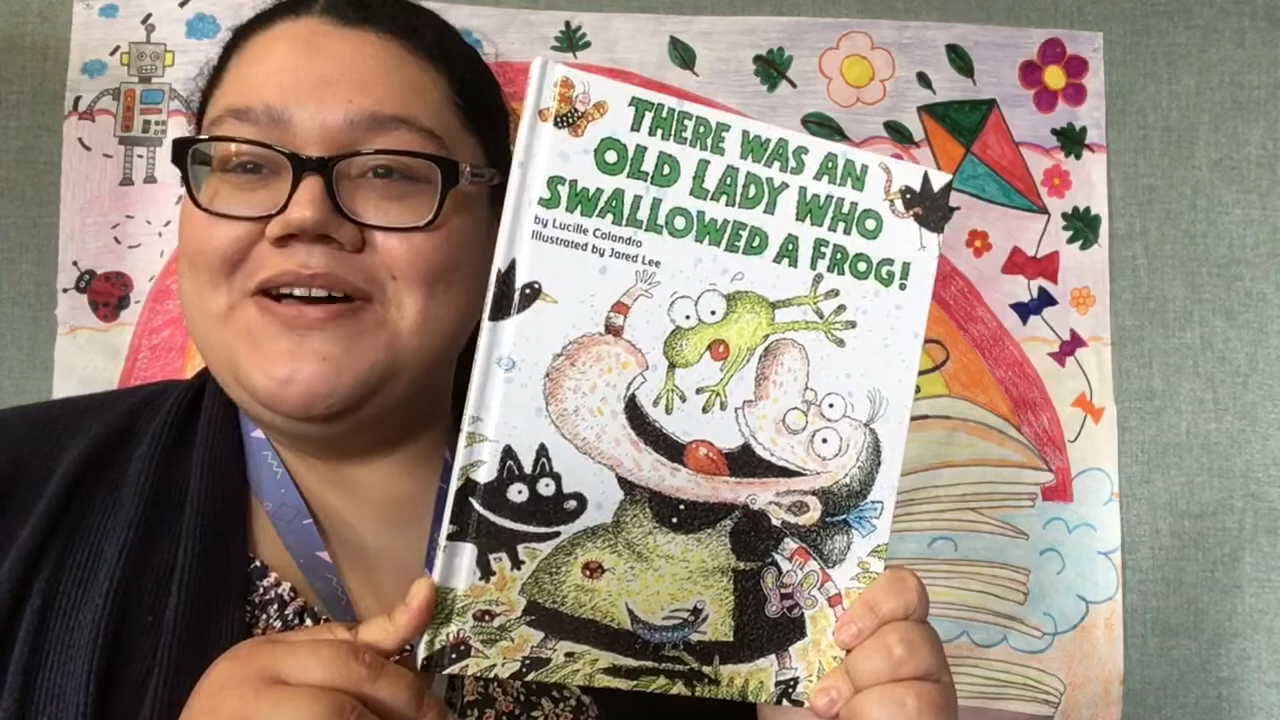 THERE WAS AN
OLD LADY WHO
SWALLOWED A FROG!
by Lucille Colandro
Illustrated by Jared Lee